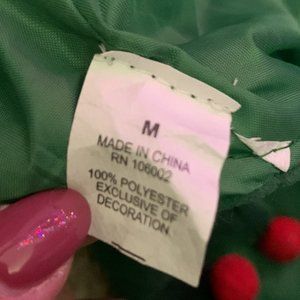 M
MADE IN CHINA
RN 106002
100% POLYESTER
EXCLUSIVE OF
DECORATION